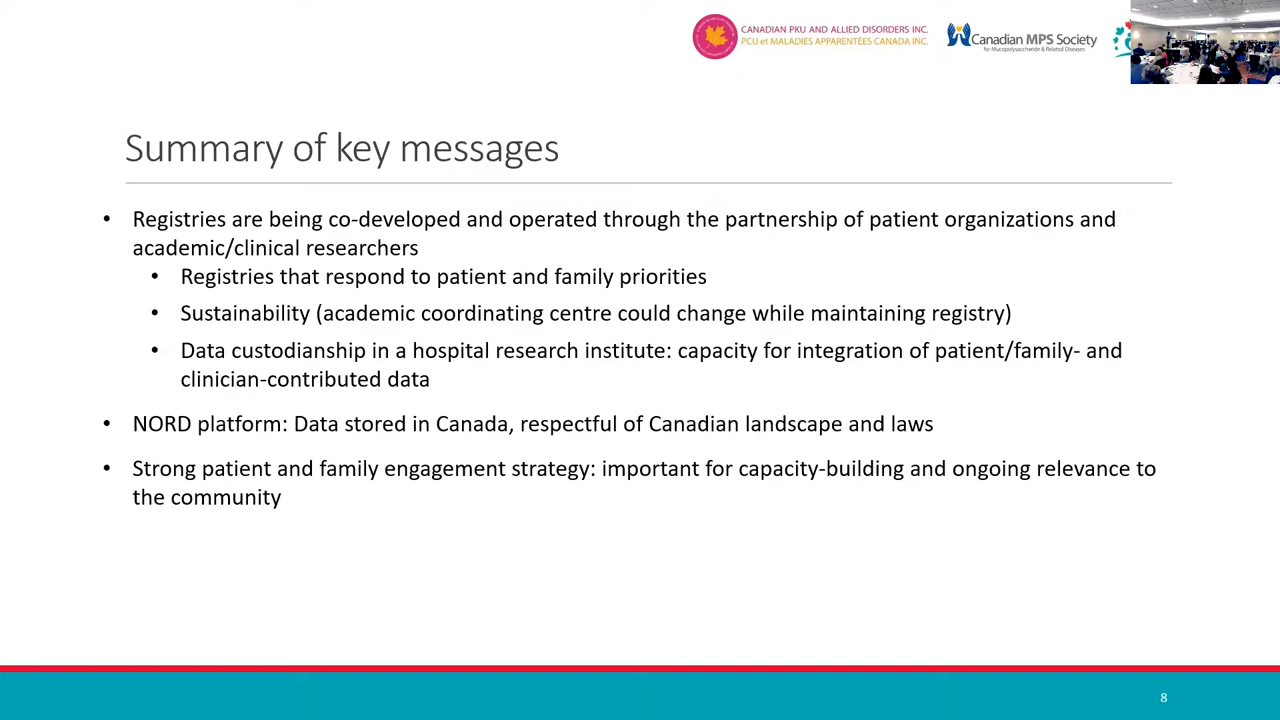 CANADIAN PKU AND ALLIED DISORDERS INC.
PCU et MALADIES APPARENTÉES CANADA INC.
Canadian MPS Society
for Mucopolysaccharide & Related Diseases
Summary of key messages
• Registries are being co-developed and operated through the partnership of patient organizations and
academic/clinical researchers
• Registries that respond to patient and family priorities
• Sustainability (academic coordinating centre could change while maintaining registry)
• Data custodianship in a hospital research institute: capacity for integration of patient/family- and
clinician-contributed data
• NORD platform: Data stored in Canada, respectful of Canadian landscape and laws
• Strong patient and family engagement strategy: important for capacity-building and ongoing relevance to
the community
8